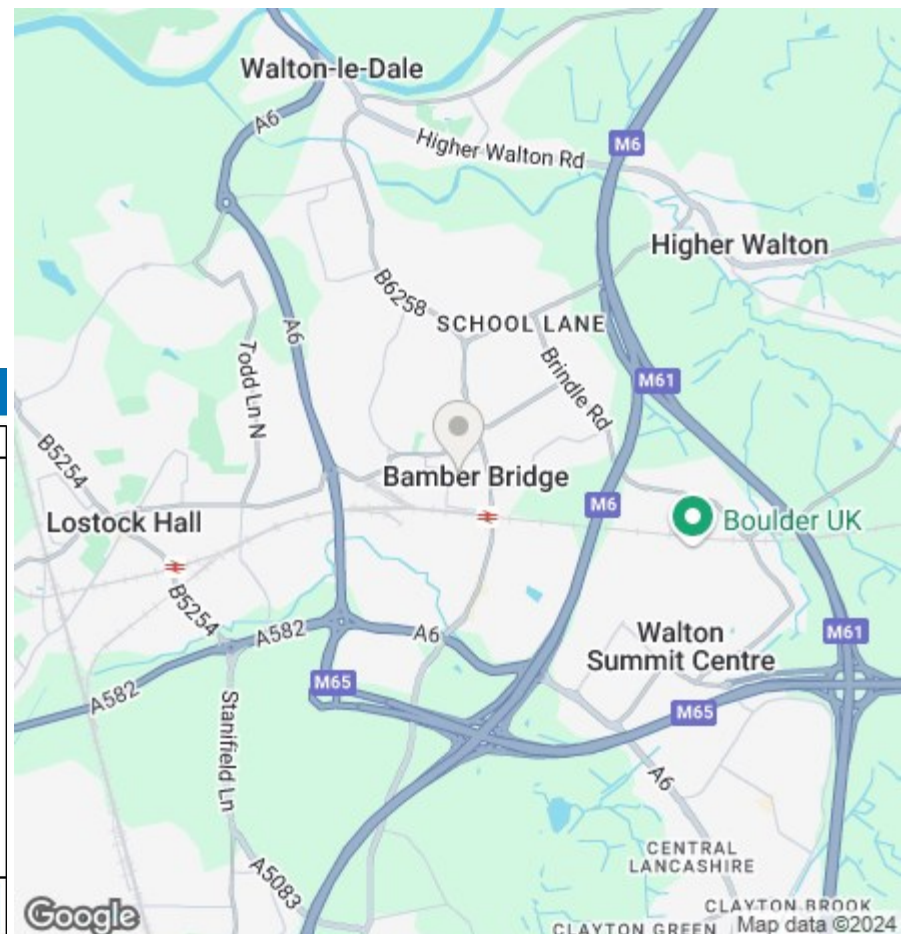 Walton-le-Dale
A6
Higher Walton Rd
M6
Higher Walton
B6258
SCHOOL LANE
A6
Todd Ln N
Brindle Rd
M61
B5254
Bamber Bridge
M6
Lostock Hall
Boulder UK
B5254
A582
A6
Walton
Summit Centre
M61
M65
A582
M65
Stanifield Ln
A6
CENTRAL
LANCASHIRE
A5083
CLAYTON BROOK
CLAYTON GREEN
Google
Map data ©2024